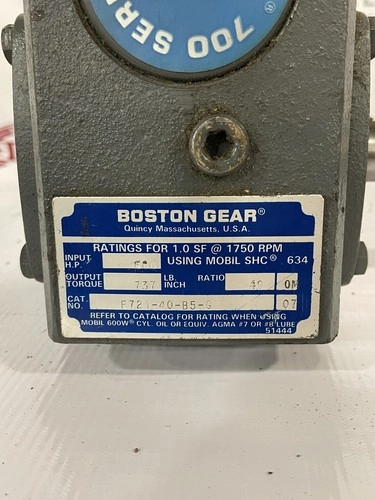 700 SERI
BOSTON GEAR®
Quincy Massachusetts, U.S.A.
RATINGS FOR 1.0 SF @ 1750 RPM
INPUT H.P. USING MOBIL SHC® 634
OUTPUT TORQUE 737 LB. INCH RATIO 40 0M
CAT. NO. F721-40-B5-G 07
REFER TO CATALOG FOR RATING WHEN USING
MOBIL 600W® CYL. OIL OR EQUIV. AGMA #7 OR #8 LUBE
51444